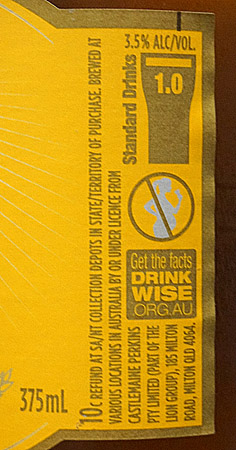 3.5% ALC/VOL.
Standard Drinks
1.0
Get the facts
DRINK
WISE
.ORG.AU
10c REFUND AT SA/NT COLLECTION DEPOTS IN STATE/TERRITORY OF PURCHASE. BREWED AT
VARIOUS LOCATIONS IN AUSTRALIA BY OR UNDER LICENCE FROM
CASTLEMAINE PERKINS
PTY LIMITED (PART OF THE
LION GROUP), 185 MILTON
ROAD, MILTON QLD 4064.
375mL